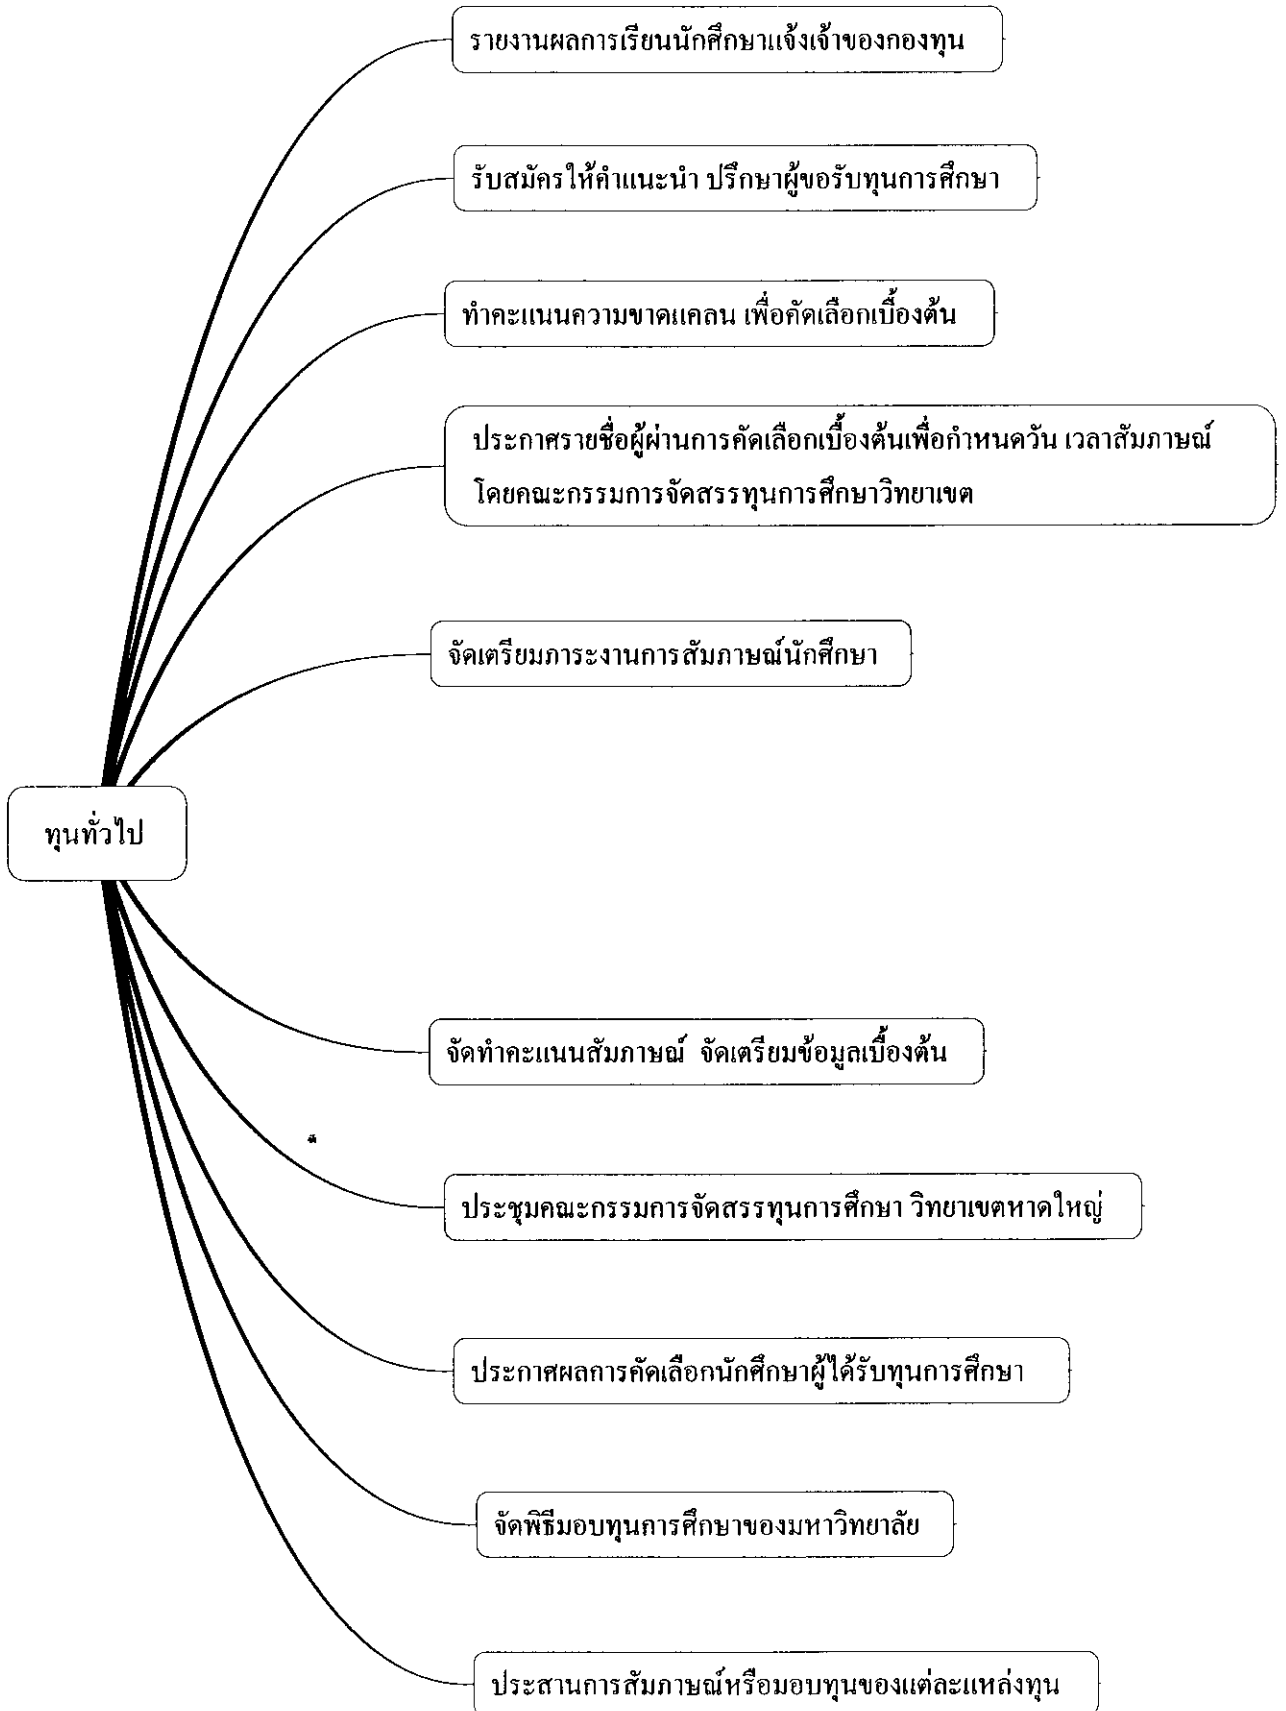 รายงานผลการเรียนนักศึกษาแจ้งเจ้าของกองทุน
รับสมัครให้คำแนะนำ ปรึกษาผู้ขอรับทุนการศึกษา
ทำคะแนนความขาดแคลน เพื่อคัดเลือกเบื้องต้น
ประกาศรายชื่อผู้ผ่านการคัดเลือกเบื้องต้นเพื่อกำหนดวัน เวลาสัมภาษณ์
โดยคณะกรรมการจัดสรรทุนการศึกษาวิทยาเขต
จัดเตรียมภาระงานการสัมภาษณ์นักศึกษา
ทุนทั่วไป
จัดทำคะแนนสัมภาษณ์ จัดเตรียมข้อมูลเบื้องต้น
ประชุมคณะกรรมการจัดสรรทุนการศึกษา วิทยาเขตหาดใหญ่
ประกาศผลการคัดเลือกนักศึกษาผู้ได้รับทุนการศึกษา
จัดพิธีมอบทุนการศึกษาของมหาวิทยาลัย
ประสานการสัมภาษณ์หรือมอบทุนของแต่ละแหล่งทุน